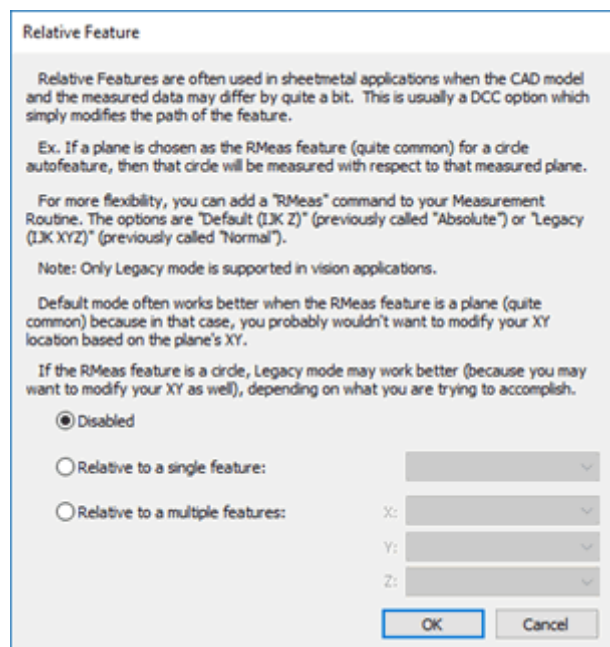 Relative Feature
Relative Features are often used in sheetmetal applications when the CAD model
and the measured data may differ by quite a bit. This is usually a DCC option which
simply modifies the path of the feature.
Ex. If a plane is chosen as the RMeas feature (quite common) for a circle
autofeature, then that circle will be measured with respect to that measured plane.
For more flexibility, you can add a "RMeas" command to your Measurement
Routine. The options are "Default (IJK Z)" (previously called "Absolute") or "Legacy
(IJK XYZ)" (previously called "Normal").
Note: Only Legacy mode is supported in vision applications.
Default mode often works better when the RMeas feature is a plane (quite
common) because in that case, you probably wouldn't want to modify your XY
location based on the plane's XY.
If the RMeas feature is a circle, Legacy mode may work better (because you may
want to modify your XY as well), depending on what you are trying to accomplish.
Disabled
Relative to a single feature:
Relative to a multiple features: X:
Y:
Z:
OK Cancel